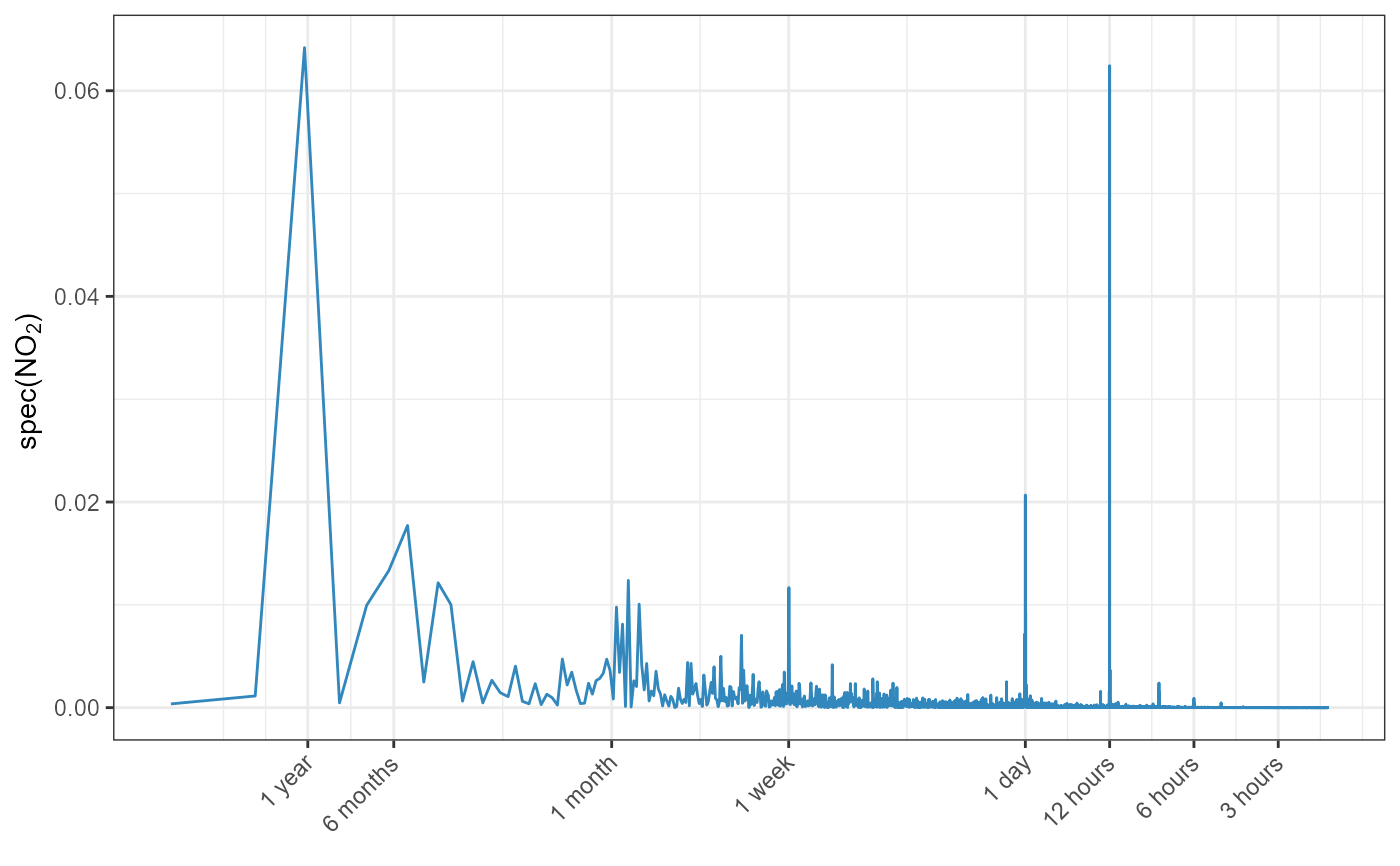 spec(NO₂)
0.06
0.04
0.02
0.00
1 year
6 months
1 month
1 week
1 day
12 hours
6 hours
3 hours